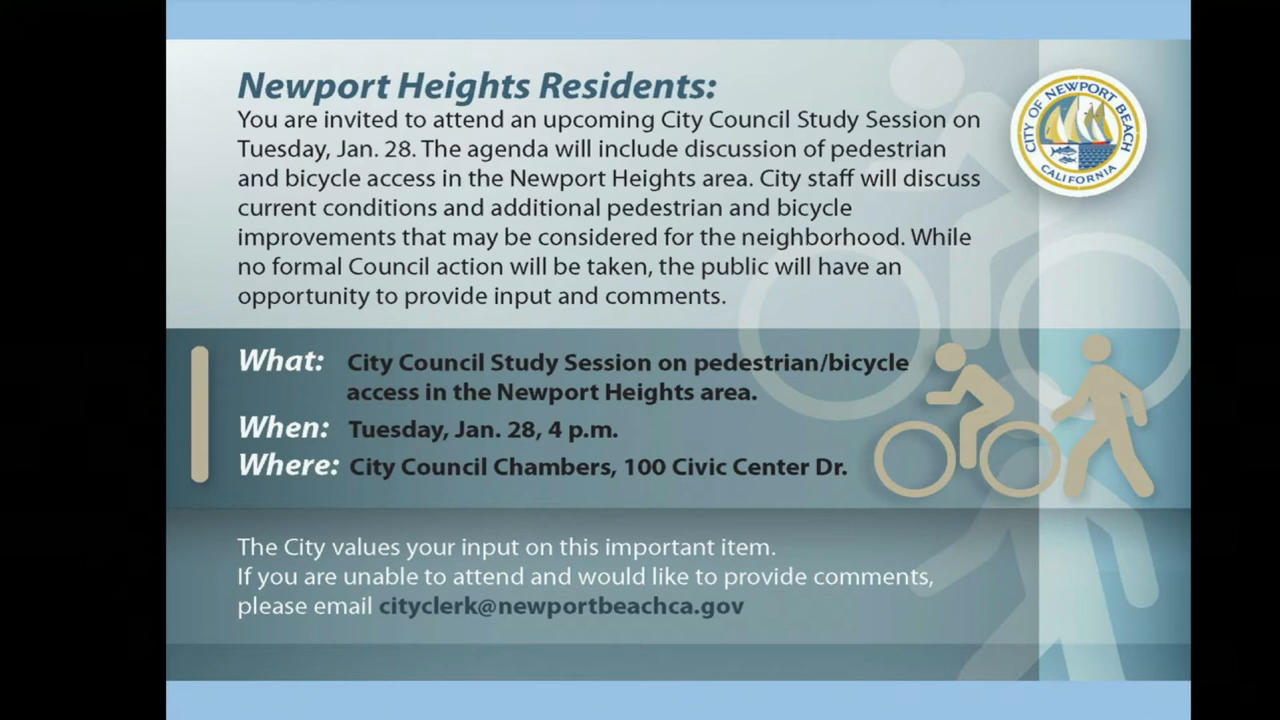 Newport Heights Residents:
You are invited to attend an upcoming City Council Study Session on
Tuesday, Jan. 28. The agenda will include discussion of pedestrian
and bicycle access in the Newport Heights area. City staff will discuss
current conditions and additional pedestrian and bicycle
improvements that may be considered for the neighborhood. While
no formal Council action will be taken, the public will have an
opportunity to provide input and comments.
CITY OF NEWPORT BEACH
CALIFORNIA
What: City Council Study Session on pedestrian/bicycle
access in the Newport Heights area.
When: Tuesday, Jan. 28, 4 p.m.
Where: City Council Chambers, 100 Civic Center Dr.
The City values your input on this important item.
If you are unable to attend and would like to provide comments,
please email cityclerk@newportbeachca.gov